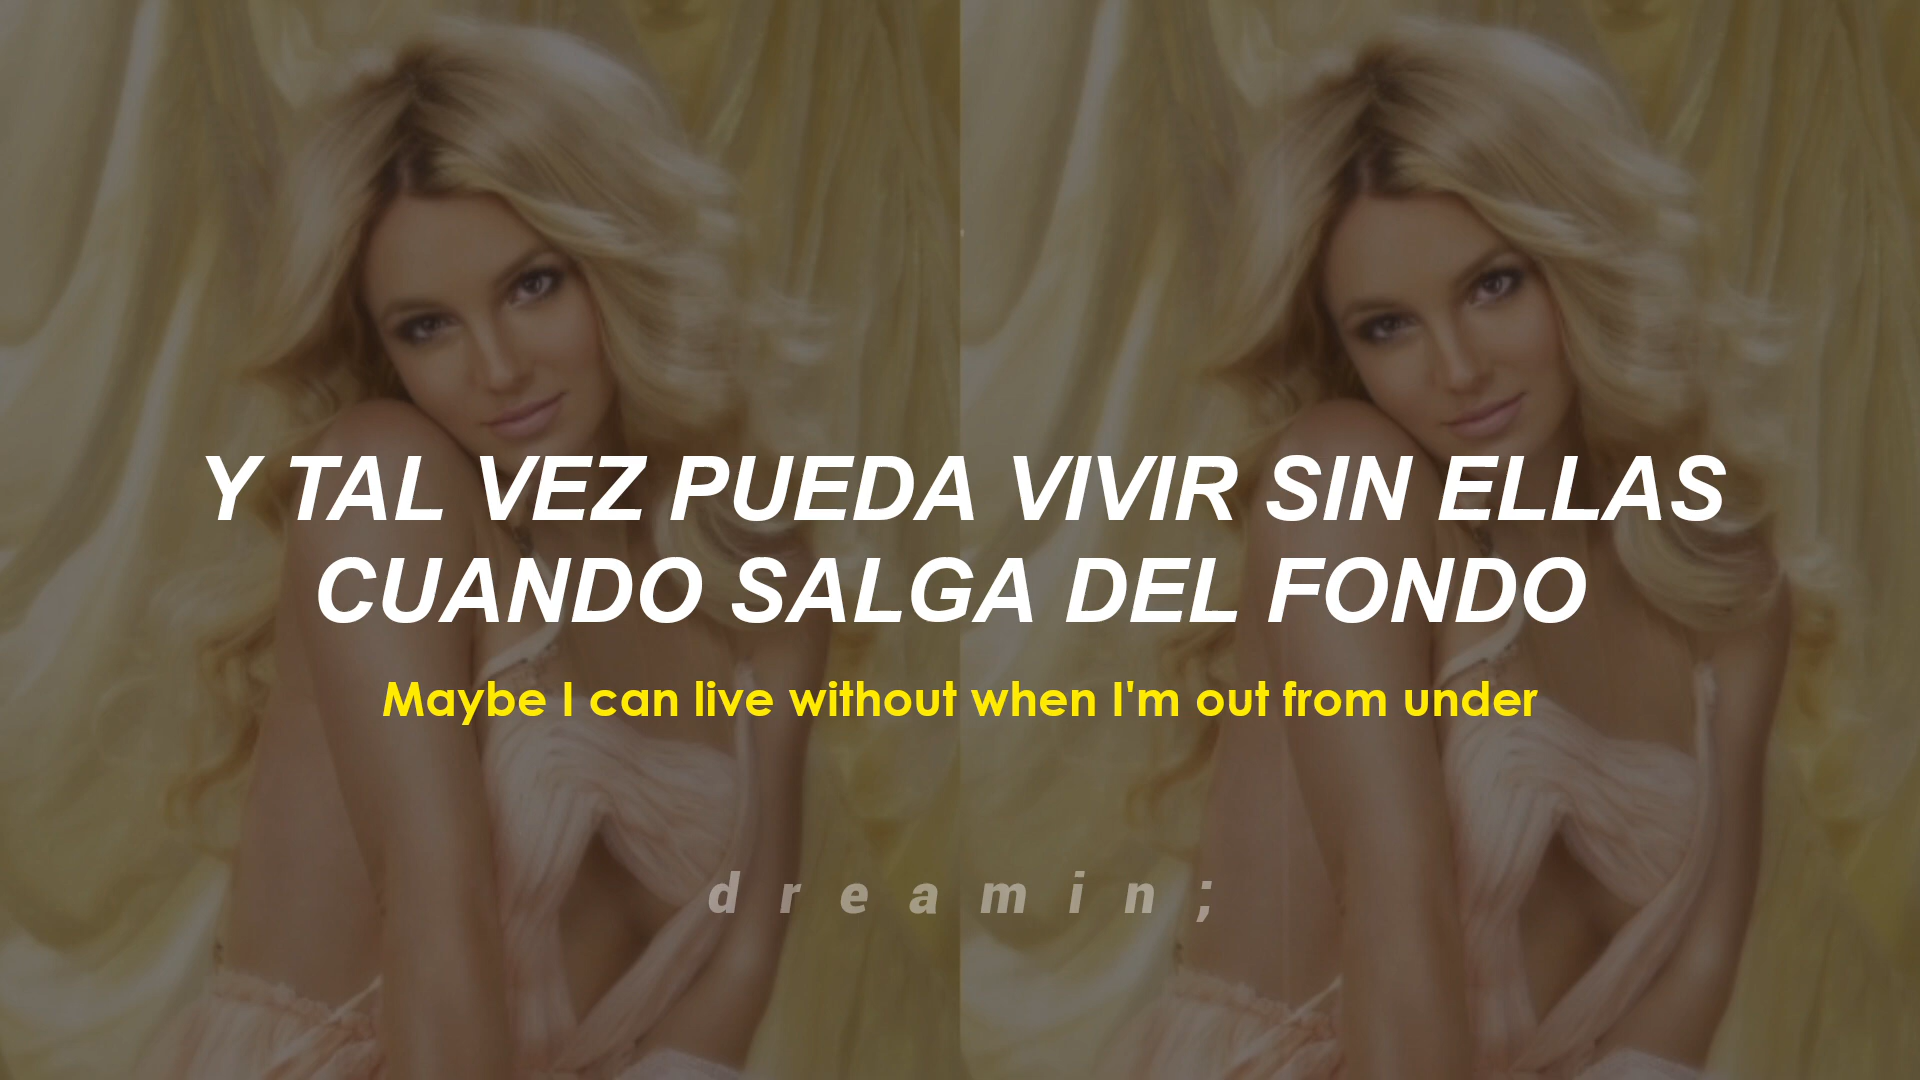 Y TAL VEZ PUEDA VIVIR SIN ELLAS
CUANDO SALGA DEL FONDO
Maybe I can live without when I'm out from under
d r e a m i n ;